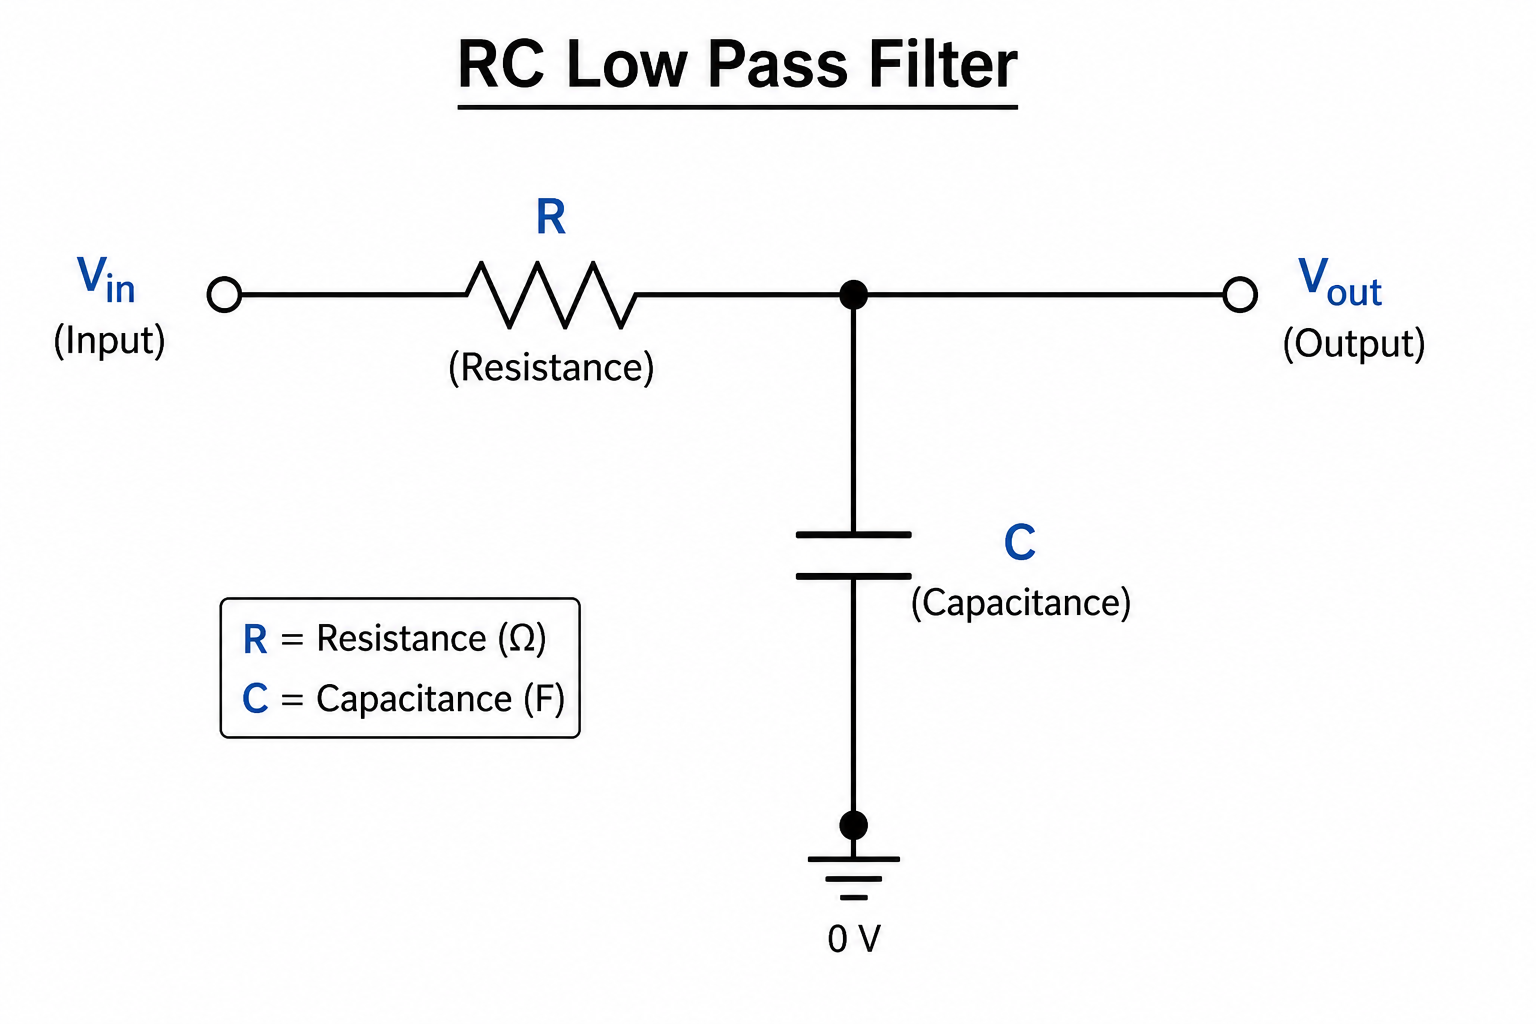 RC Low Pass Filter
R
Vin
(Input)
(Resistance)
Vout
(Output)
C
(Capacitance)
R = Resistance (Ω)
C = Capacitance (F)
0 V